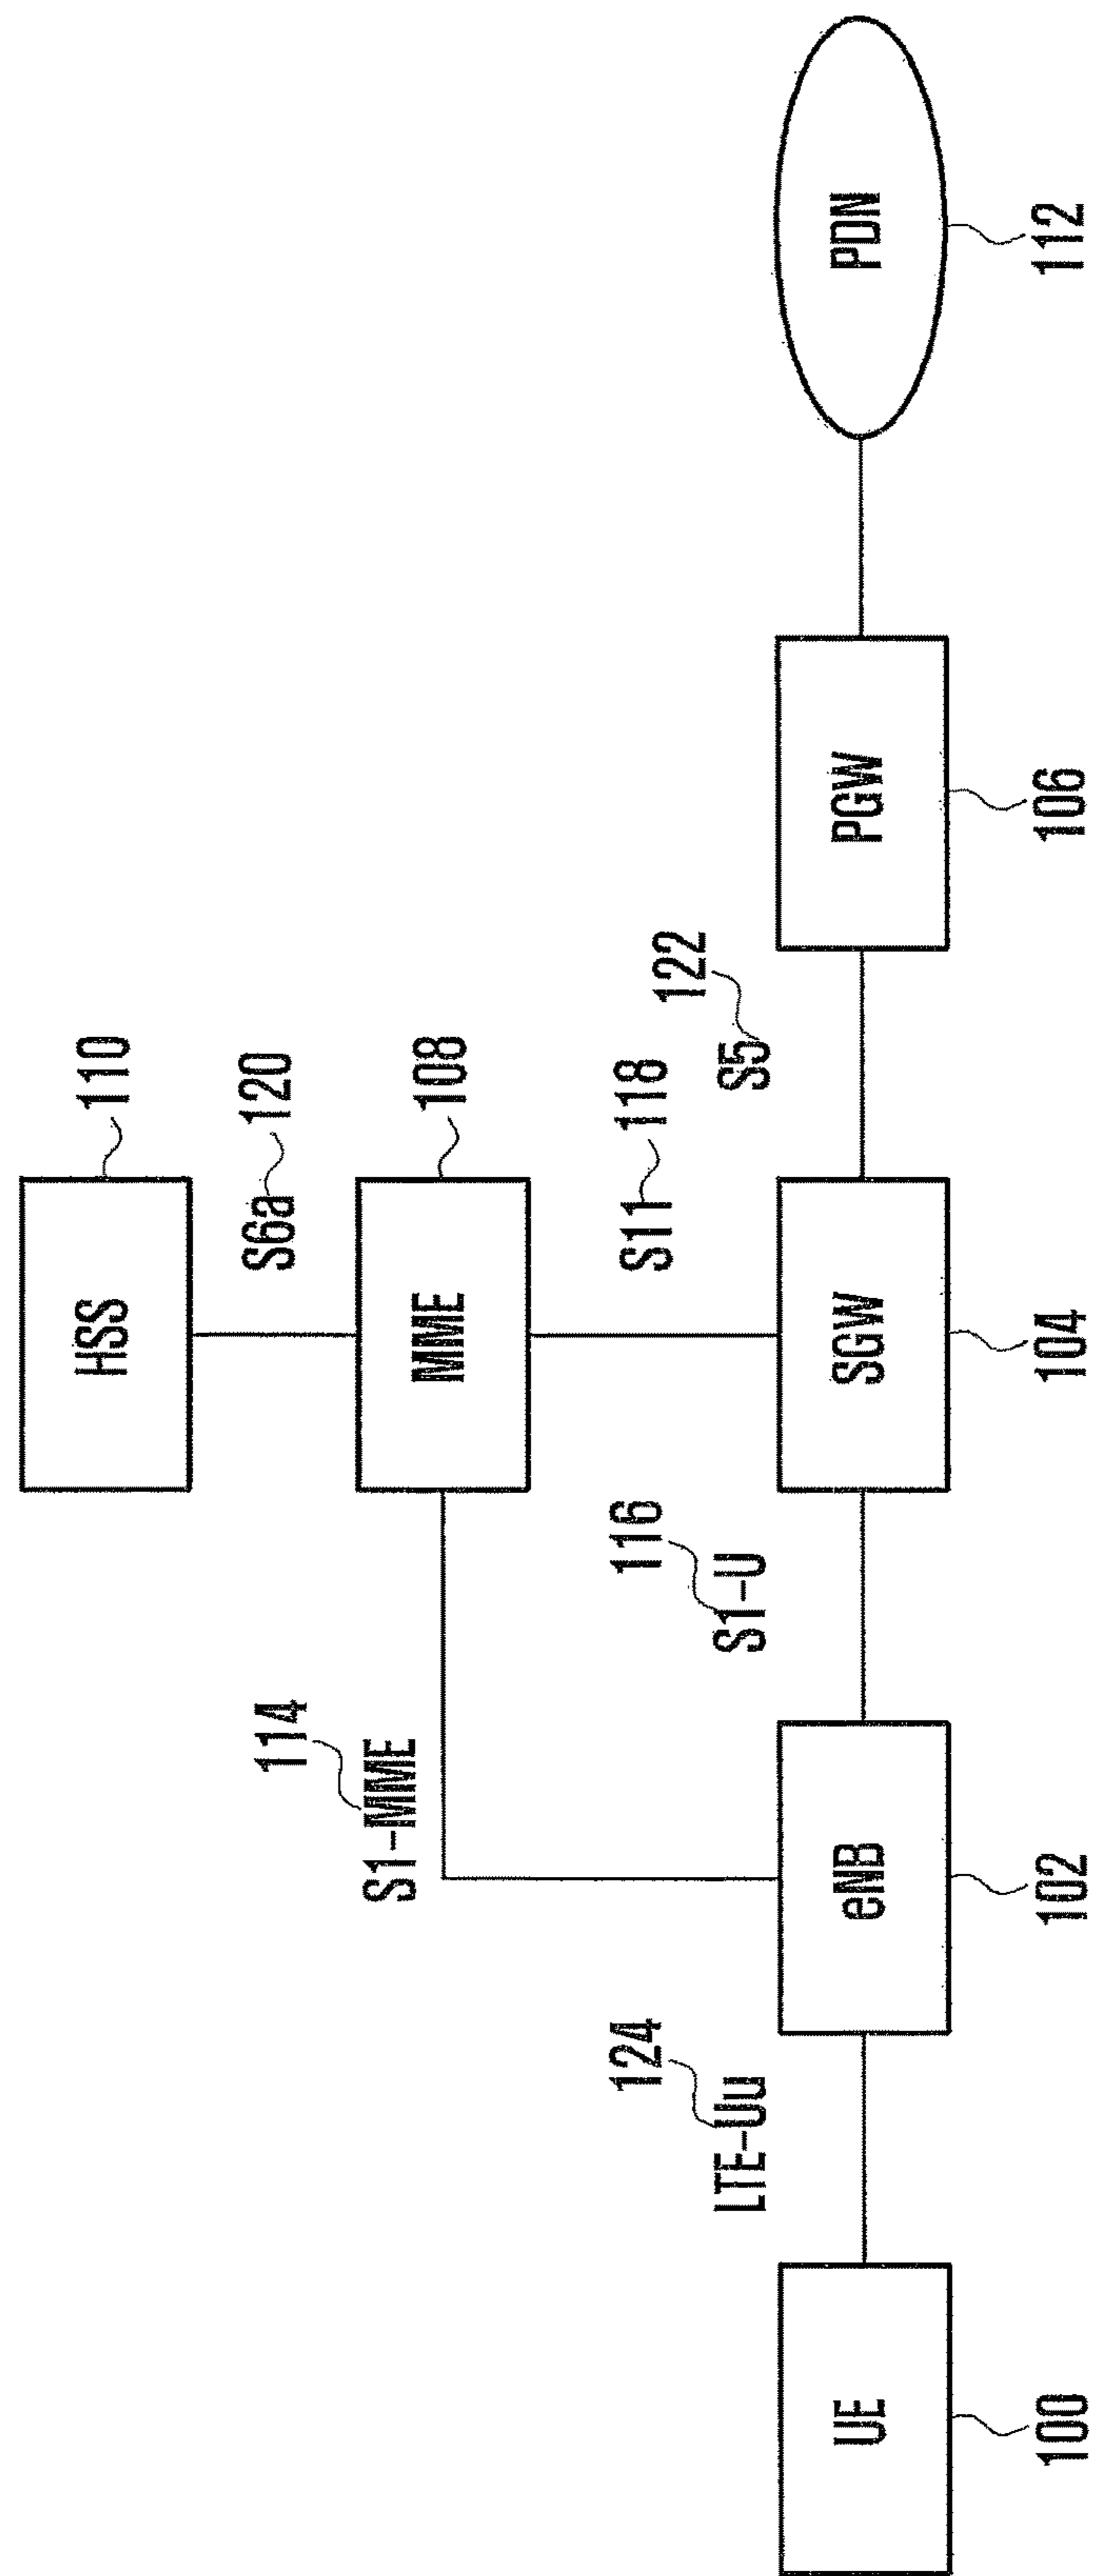 HSS
110
S6a
120
114
S1-MME
MME
108
124
116
S11
118
122
LTE-Uu
S1-U
S5
UE
eNB
SGW
PGW
PDN
100
102
104
106
112